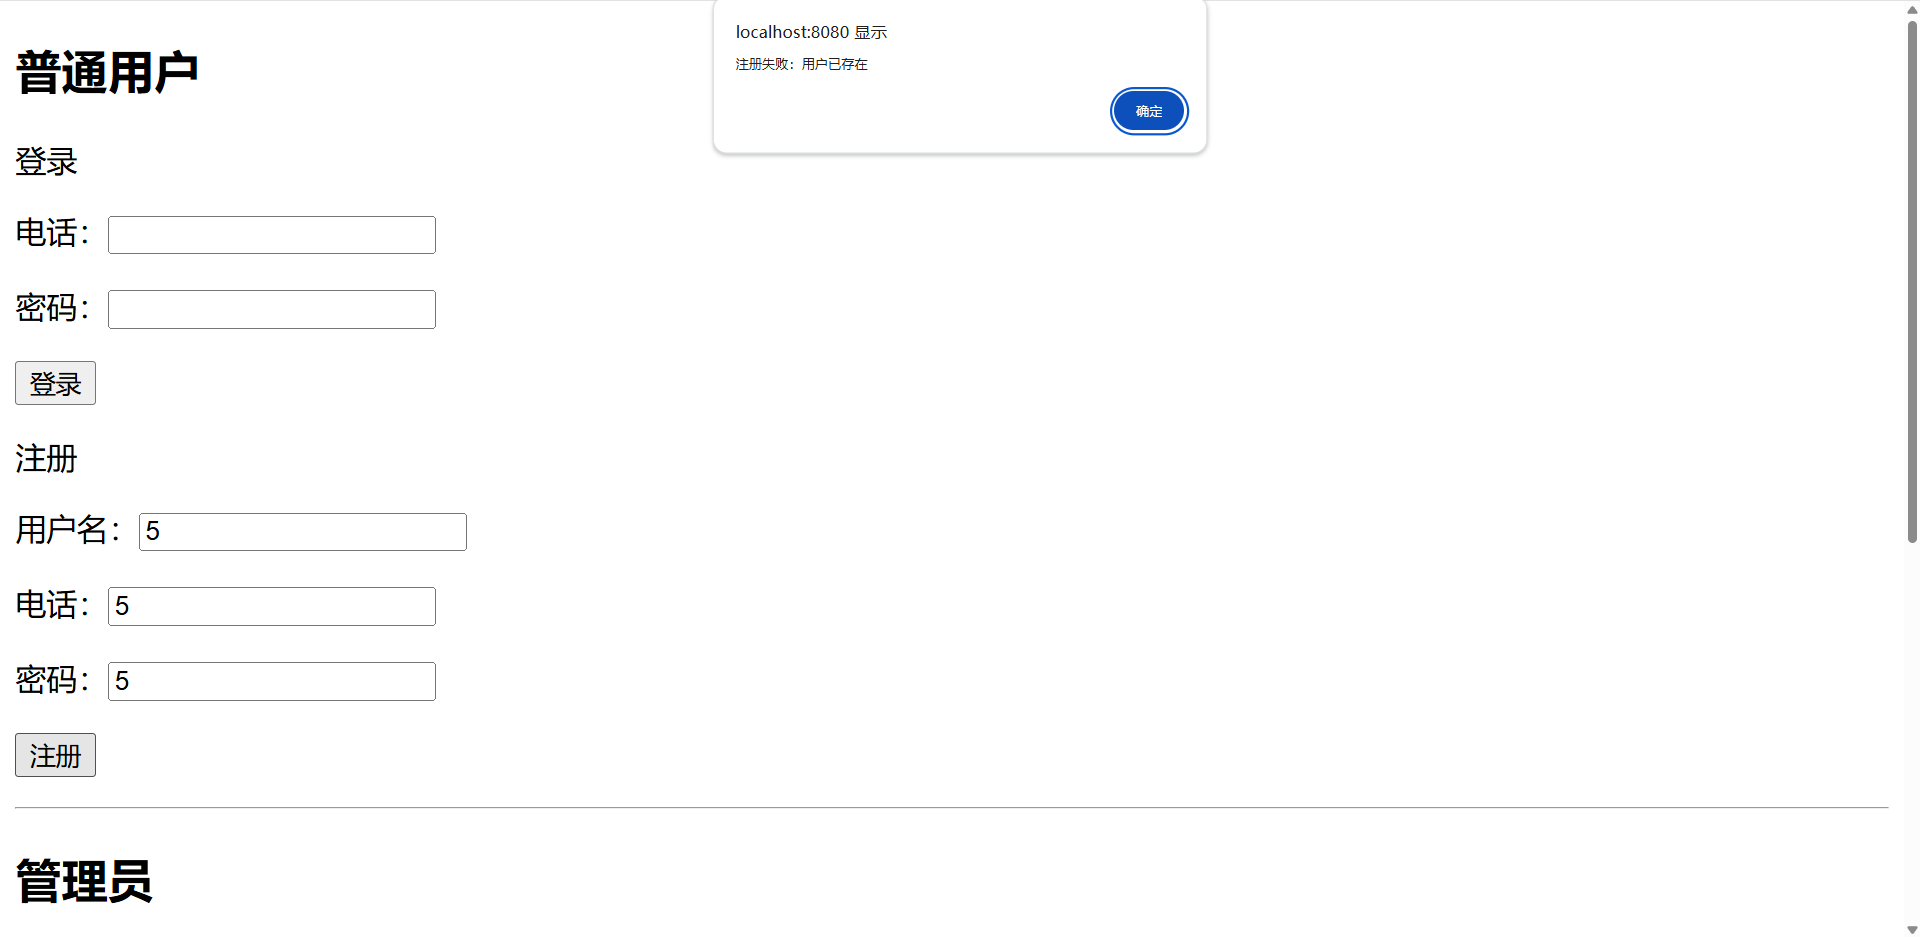 localhost:8080 显示
注册失败：用户已存在
确定
普通用户
登录
电话：
密码：
登录
注册
用户名： 5
电话： 5
密码： 5
注册
管理员